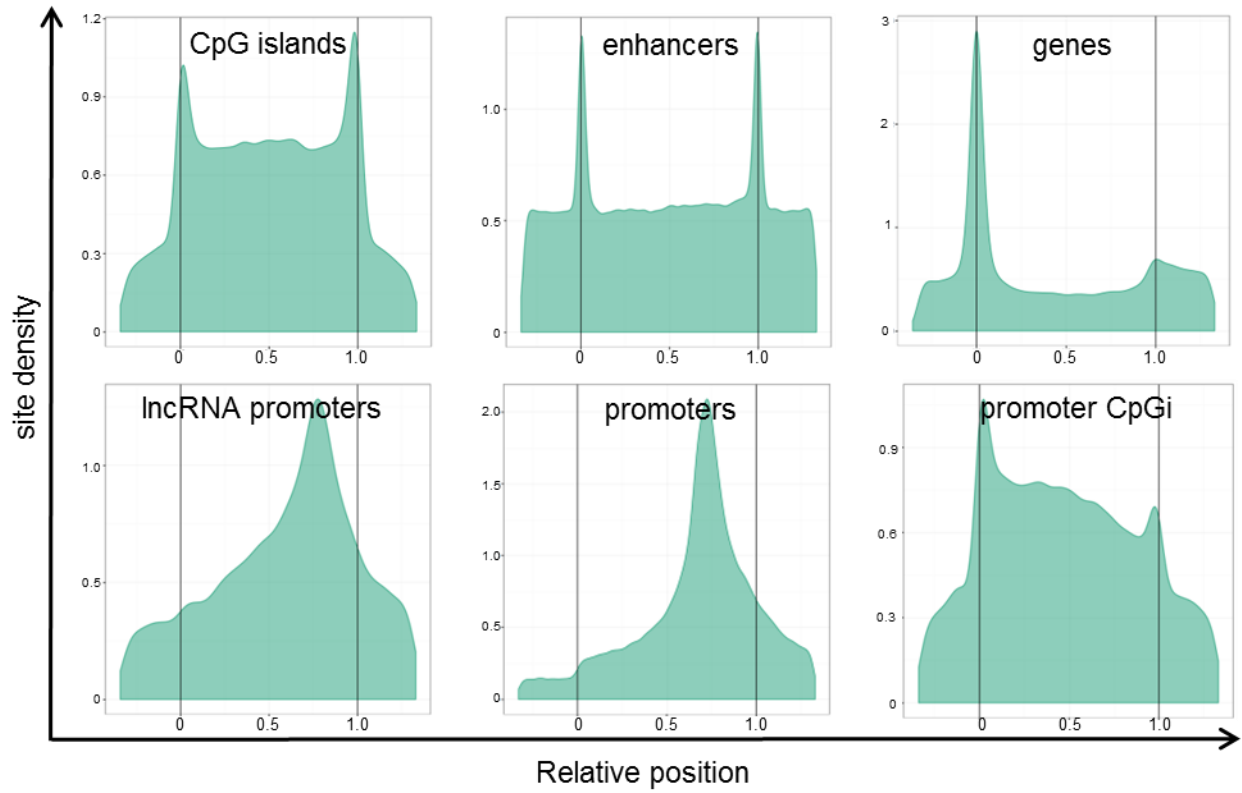 CpG islands
1.2
0.9
0.6
0.3
0
0 0.5 1.0
enhancers
1.0
0.5
0
0 0.5 1.0
genes
3
2
1
0
0 0.5 1.0
lncRNA promoters
1.0
0.5
0
0 0.5 1.0
promoters
2.0
1.5
1.0
0.5
0
0 0.5 1.0
promoter CpGi
0.9
0.6
0.3
0
0 0.5 1.0
site density
Relative position